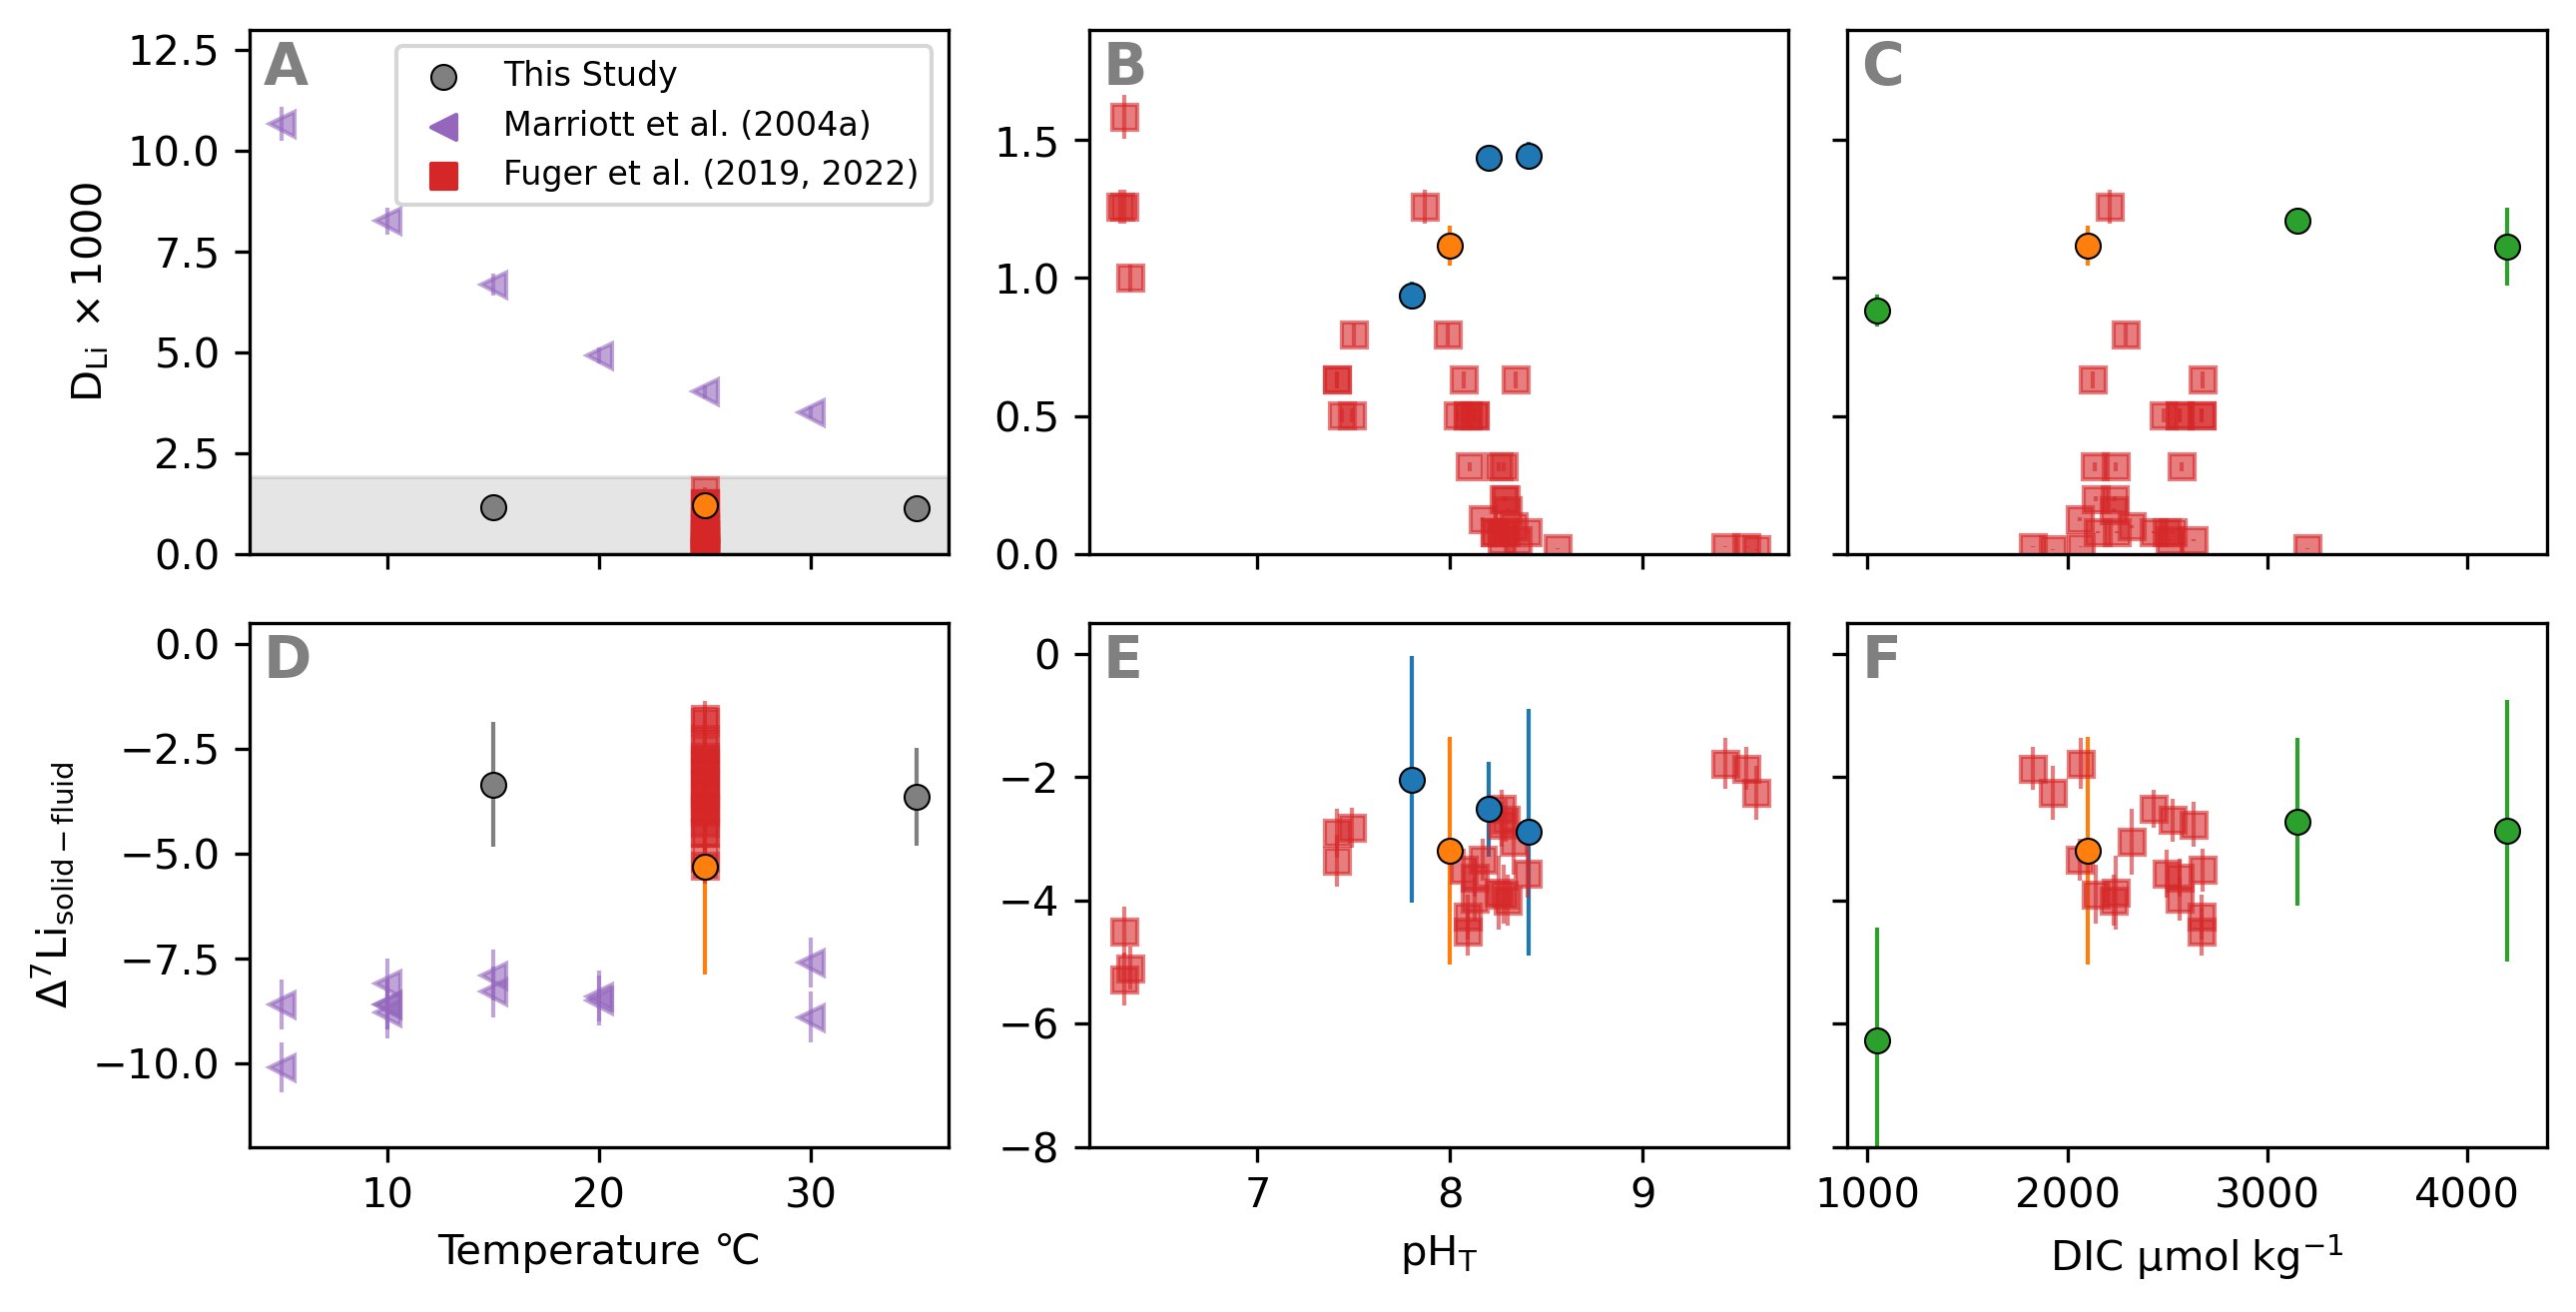 A
B
C
This Study
Marriott et al. (2004a)
Fuger et al. (2019, 2022)
12.5
10.0
7.5
5.0
2.5
0.0
D_Li × 1000
1.5
1.0
0.5
0.0
D
E
F
0.0
−2.5
−5.0
−7.5
−10.0
Δ⁷Li_solid−fluid
0
−2
−4
−6
−8
10 20 30
7 8 9
1000 2000 3000 4000
Temperature °C
pH_T
DIC μmol kg⁻¹